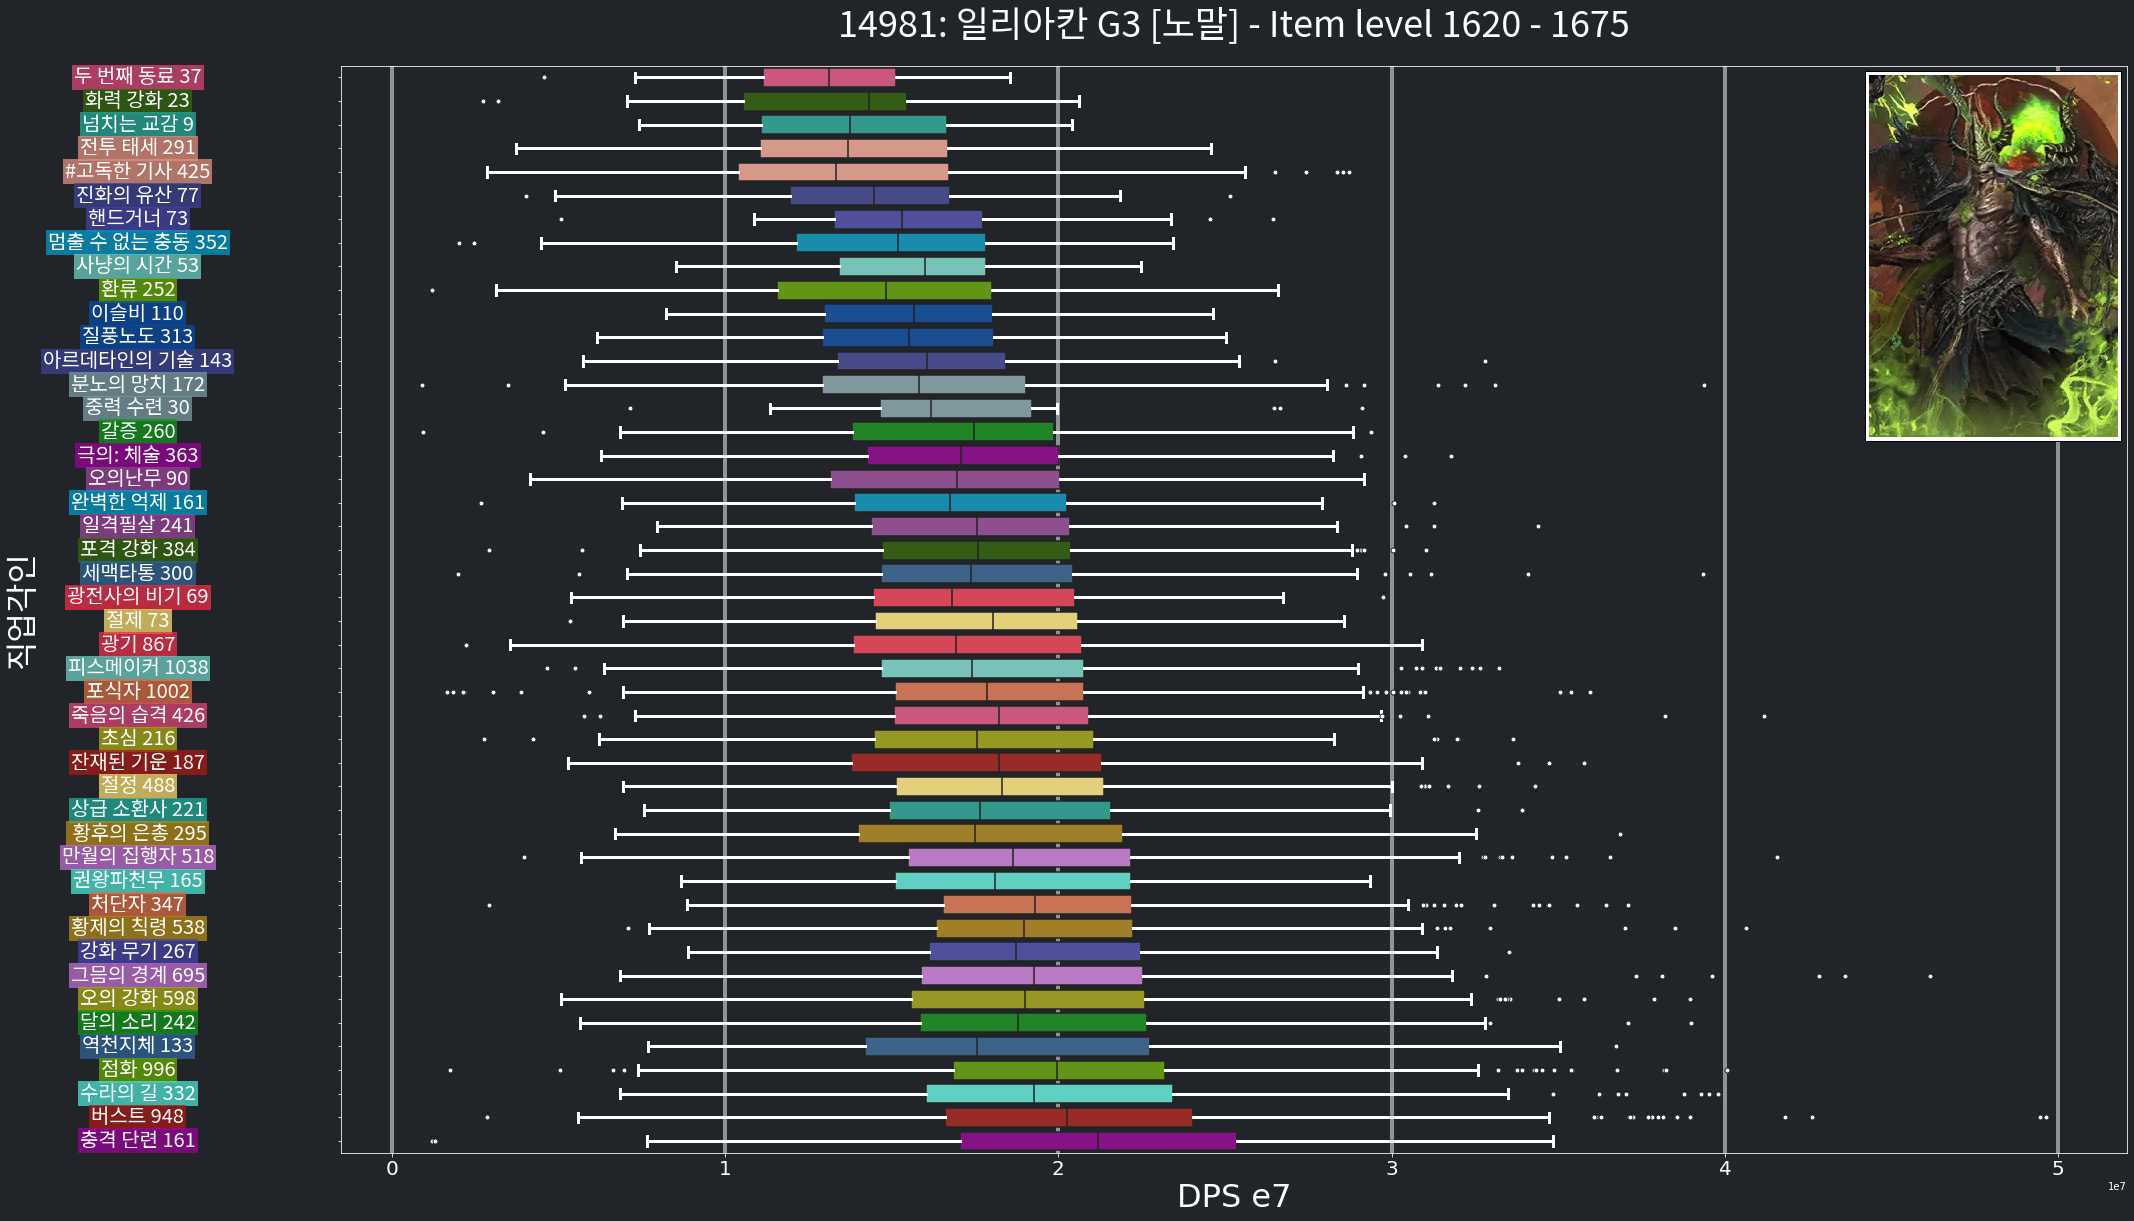 14981: 일리아칸 G3 [노말] - Item level 1620 - 1675
두 번째 동료 37
화력 강화 23
넘치는 교감 9
전투 태세 291
#고독한 기사 425
진화의 유산 77
핸드거너 73
멈출 수 없는 충동 352
사냥의 시간 53
환류 252
이슬비 110
질풍노도 313
아르데타인의 기술 143
분노의 망치 172
중력 수련 30
갈증 260
극의: 체술 363
오의난무 90
완벽한 억제 161
일격필살 241
포격 강화 384
세맥타통 300
광전사의 비기 69
절제 73
광기 867
피스메이커 1038
포식자 1002
죽음의 습격 426
초심 216
잔재된 기운 187
절정 488
상급 소환사 221
황후의 은총 295
만월의 집행자 518
권왕파천무 165
처단자 347
황제의 칙령 538
강화 무기 267
그믐의 경계 695
오의 강화 598
달의 소리 242
역천지체 133
점화 996
수라의 길 332
버스트 948
충격 단련 161
직업각인
0 1 2 3 4 5
DPS e7
1e7